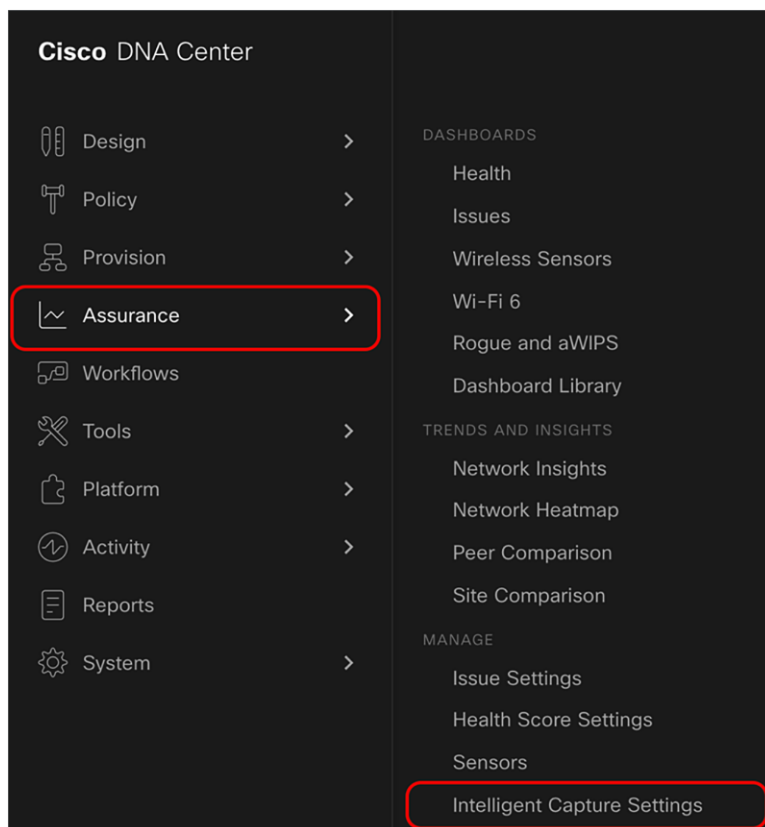 Cisco DNA Center
Design
Policy
Provision
Assurance
Workflows
Tools
Platform
Activity
Reports
System
DASHBOARDS
Health
Issues
Wireless Sensors
Wi-Fi 6
Rogue and aWIPS
Dashboard Library
TRENDS AND INSIGHTS
Network Insights
Network Heatmap
Peer Comparison
Site Comparison
MANAGE
Issue Settings
Health Score Settings
Sensors
Intelligent Capture Settings